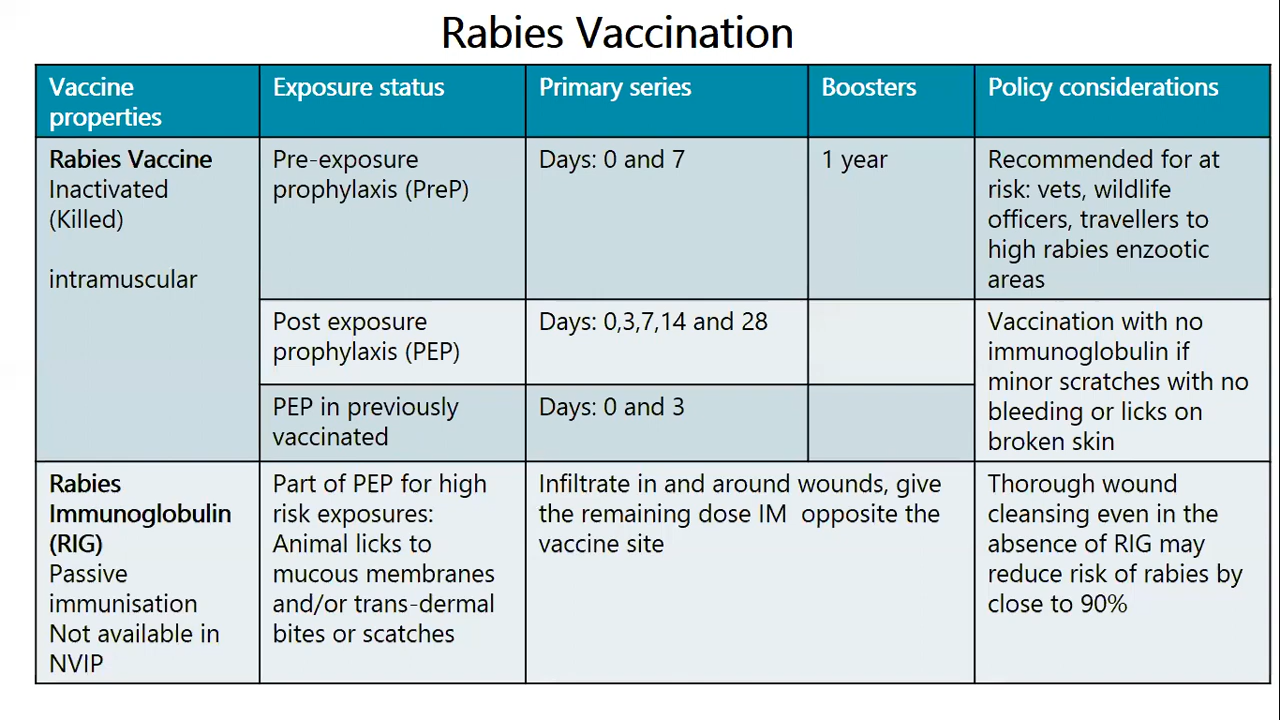 Rabies Vaccination
Vaccine
properties
Exposure status
Primary series
Boosters
Policy considerations
Rabies Vaccine
Inactivated
(Killed)
intramuscular
Pre-exposure
prophylaxis (PreP)
Days: 0 and 7
1 year
Recommended for at
risk: vets, wildlife
officers, travellers to
high rabies enzootic
areas
Post exposure
prophylaxis (PEP)
Days: 0,3,7,14 and 28
Vaccination with no
immunoglobulin if
minor scratches with no
bleeding or licks on
broken skin
PEP in previously
vaccinated
Days: 0 and 3
Rabies
Immunoglobulin
(RIG)
Passive
immunisation
Not available in
NVIP
Part of PEP for high
risk exposures:
Animal licks to
mucous membranes
and/or trans-dermal
bites or scatches
Infiltrate in and around wounds, give
the remaining dose IM  opposite the
vaccine site
Thorough wound
cleansing even in the
absence of RIG may
reduce risk of rabies by
close to 90%